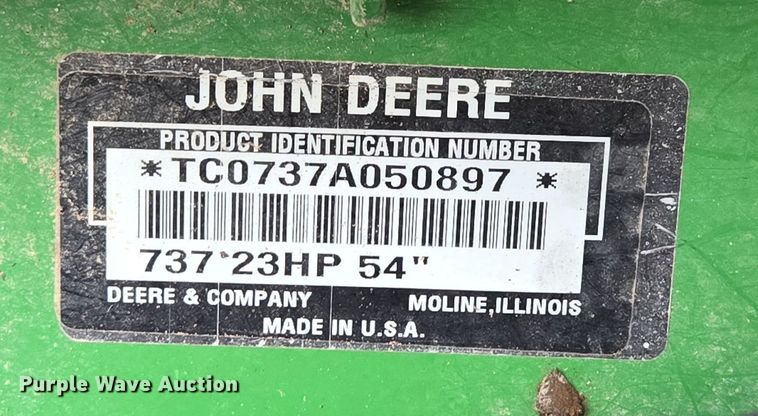 JOHN DEERE
PRODUCT IDENTIFICATION NUMBER
*TC0737A050897 *
737 23HP 54"
DEERE & COMPANY MOLINE, ILLINOIS
MADE IN U.S.A.
Purple Wave Auction